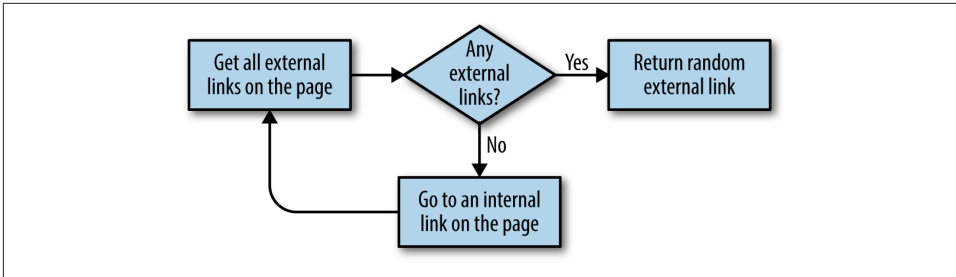 Get all external
links on the page
Any
external
links?
Yes
Return random
external link
No
Go to an internal
link on the page